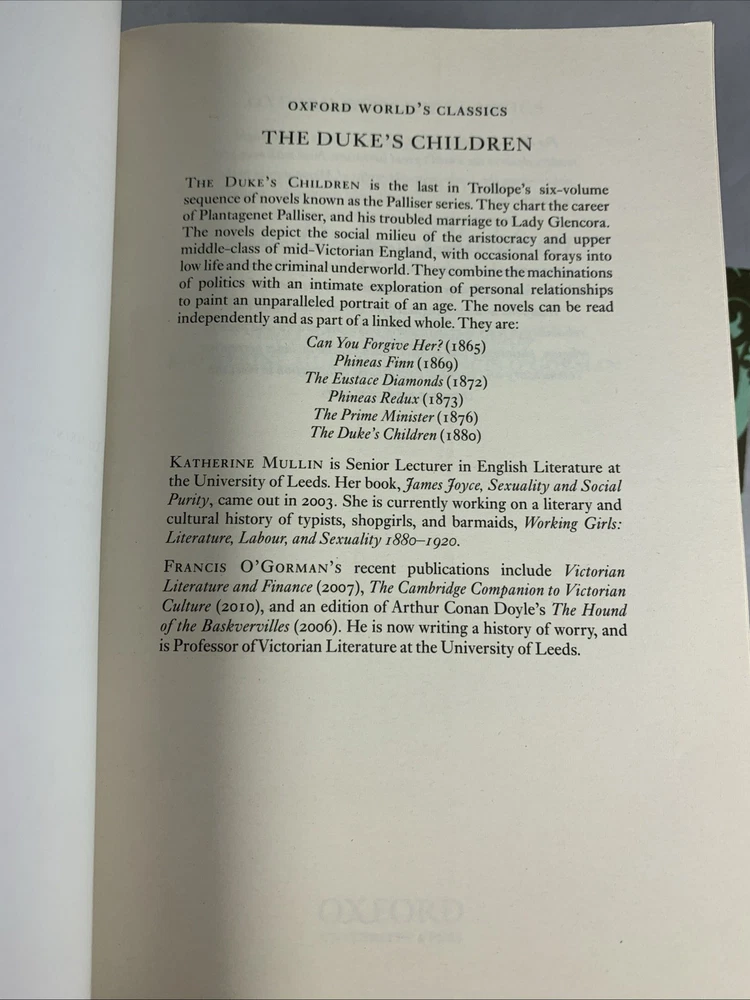 OXFORD WORLD'S CLASSICS
THE DUKE'S CHILDREN
THE DUKE'S CHILDREN is the last in Trollope's six-volume
sequence of novels known as the Palliser series. They chart the career
of Plantagenet Palliser, and his troubled marriage to Lady Glencora.
The novels depict the social milieu of the aristocracy and upper
middle-class of mid-Victorian England, with occasional forays into
low life and the criminal underworld. They combine the machinations
of politics with an intimate exploration of personal relationships
to paint an unparalleled portrait of an age. The novels can be read
independently and as part of a linked whole. They are:
Can You Forgive Her? (1865)
Phineas Finn (1869)
The Eustace Diamonds (1872)
Phineas Redux (1873)
The Prime Minister (1876)
The Duke's Children (1880)
KATHERINE MULLIN is Senior Lecturer in English Literature at
the University of Leeds. Her book, James Joyce, Sexuality and Social
Purity, came out in 2003. She is currently working on a literary and
cultural history of typists, shopgirls, and barmaids, Working Girls:
Literature, Labour, and Sexuality 1880–1920.
FRANCIS O'GORMAN'S recent publications include Victorian
Literature and Finance (2007), The Cambridge Companion to Victorian
Culture (2010), and an edition of Arthur Conan Doyle's The Hound
of the Baskervilles (2006). He is now writing a history of worry, and
is Professor of Victorian Literature at the University of Leeds.
OXFORD